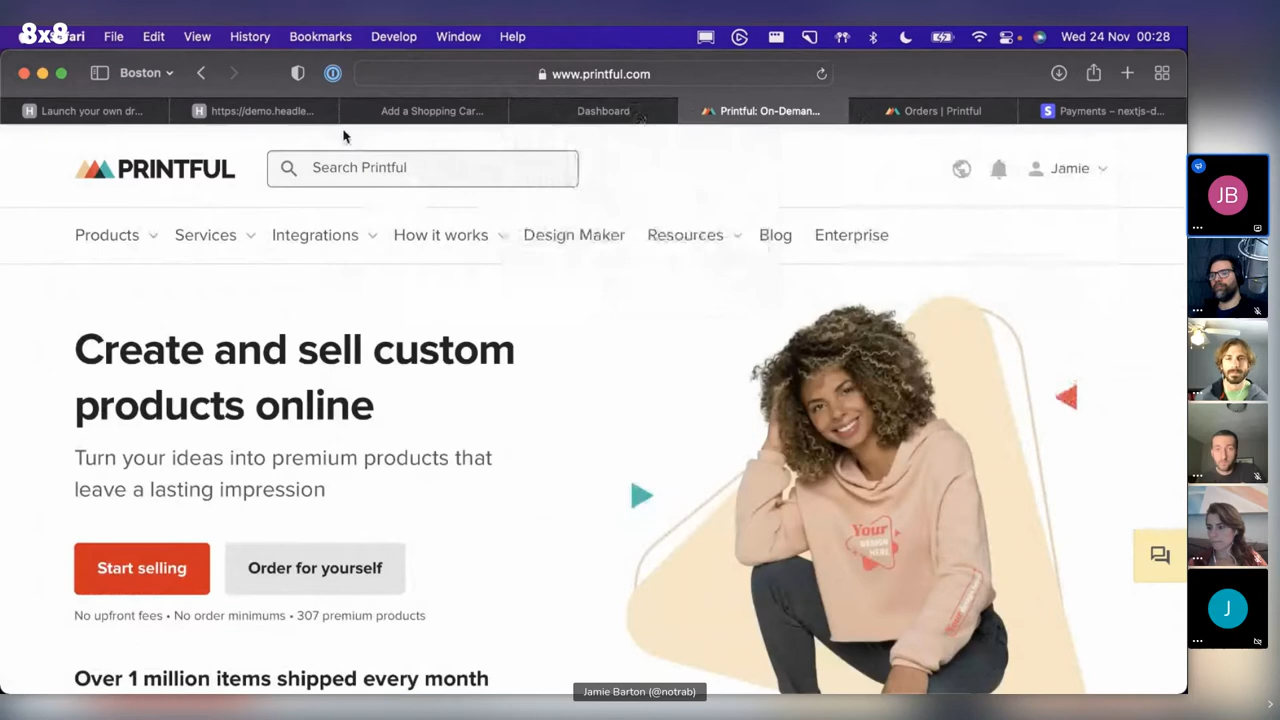 8x8
Safari File Edit View History Bookmarks Develop Window Help Wed 24 Nov 00:28
Boston www.printful.com
Launch your own dr... https://demo.headle... Add a Shopping Car... Dashboard Printful: On-Deman... Orders | Printful Payments – nextjs-d...
PRINTFUL Search Printful Jamie
Products Services Integrations How it works Design Maker Resources Blog Enterprise
Create and sell custom
products online
Turn your ideas into premium products that
leave a lasting impression
Start selling Order for yourself
No upfront fees • No order minimums • 307 premium products
Over 1 million items shipped every month
Your
DESIGN
HERE
JB
J
Jamie Barton (@notrab)